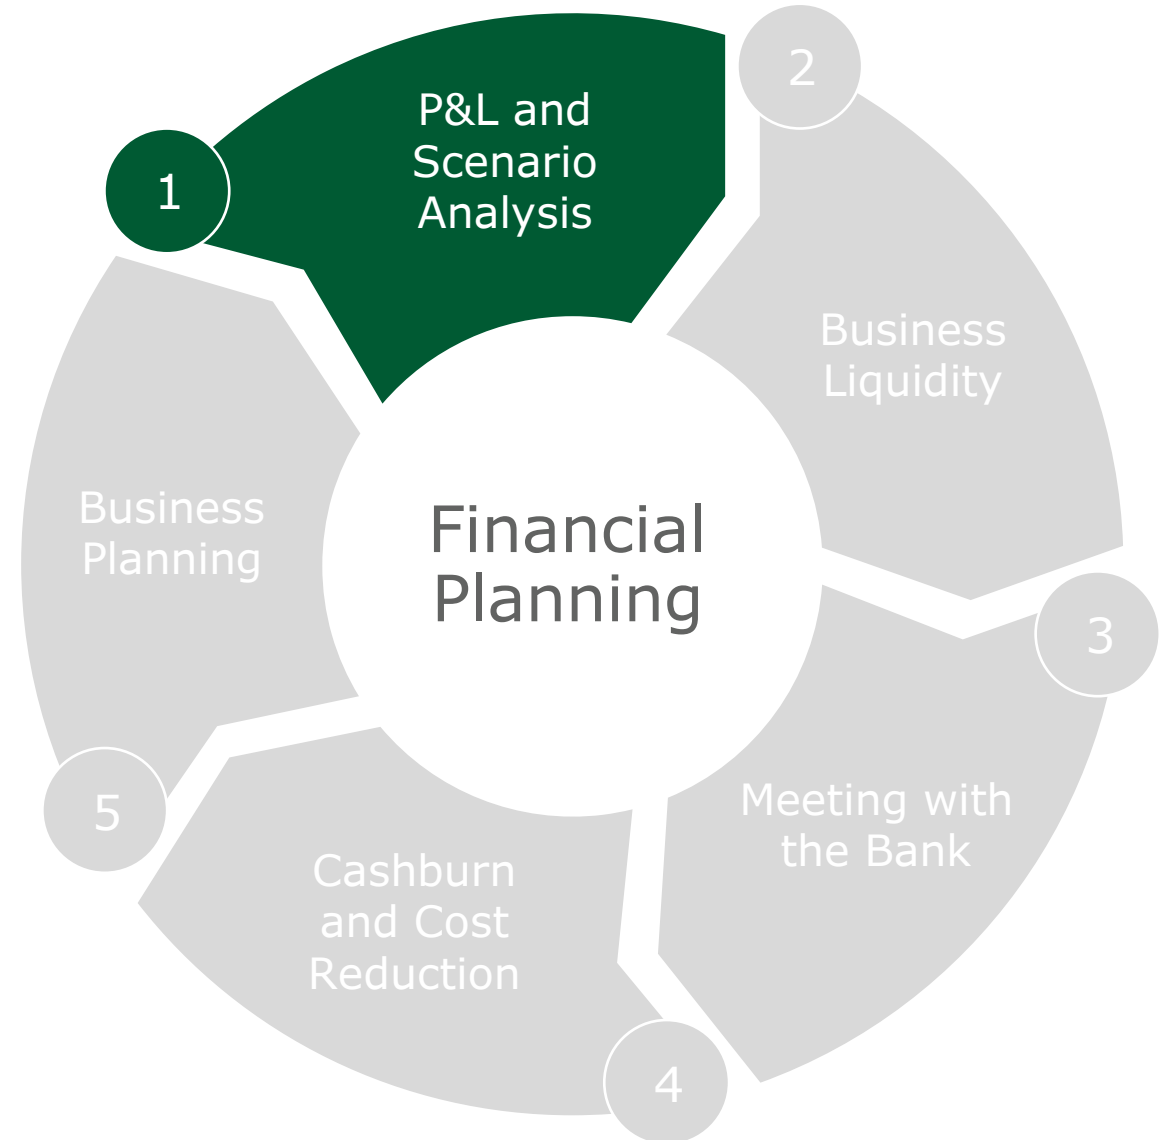 1
P&L and
Scenario
Analysis
2
Business
Liquidity
3
Meeting with
the Bank
4
Cashburn
and Cost
Reduction
5
Business
Planning
Financial
Planning